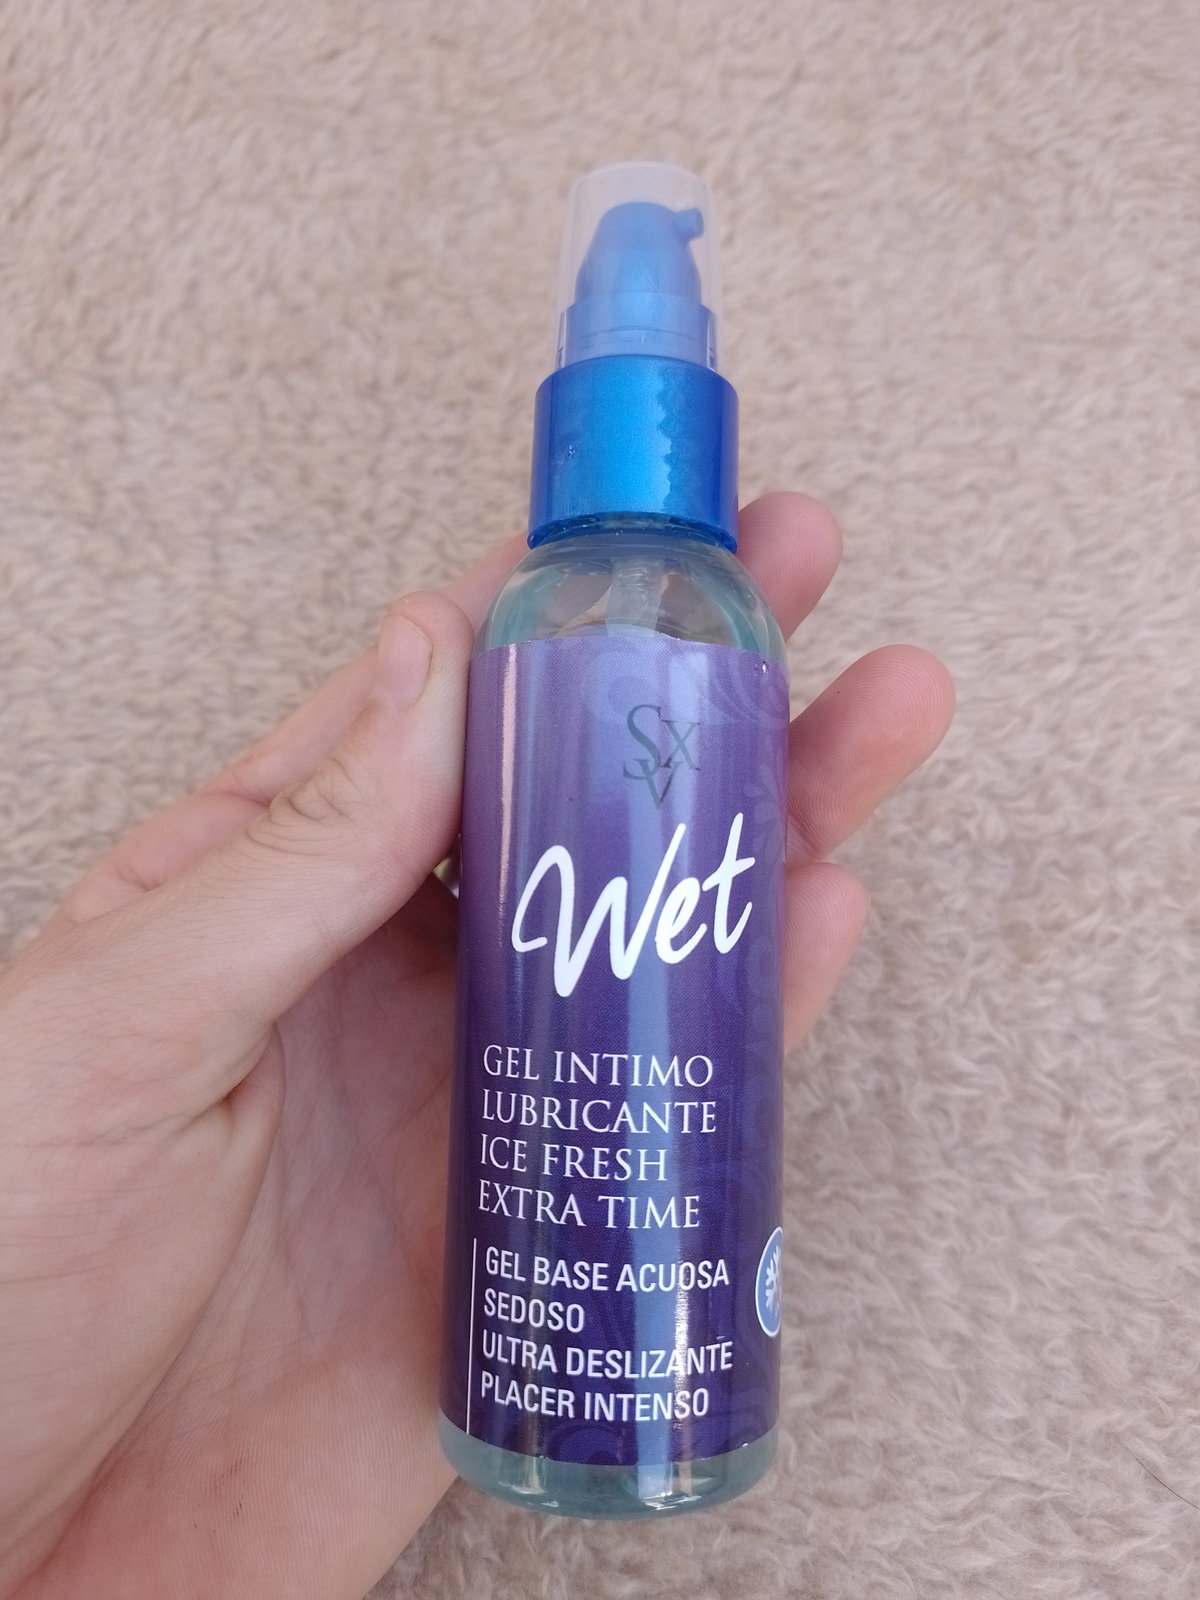 SXV
Wet
GEL INTIMO
LUBRICANTE
ICE FRESH
EXTRA TIME
GEL BASE ACUOSA
SEDOSO
ULTRA DESLIZANTE
PLACER INTENSO